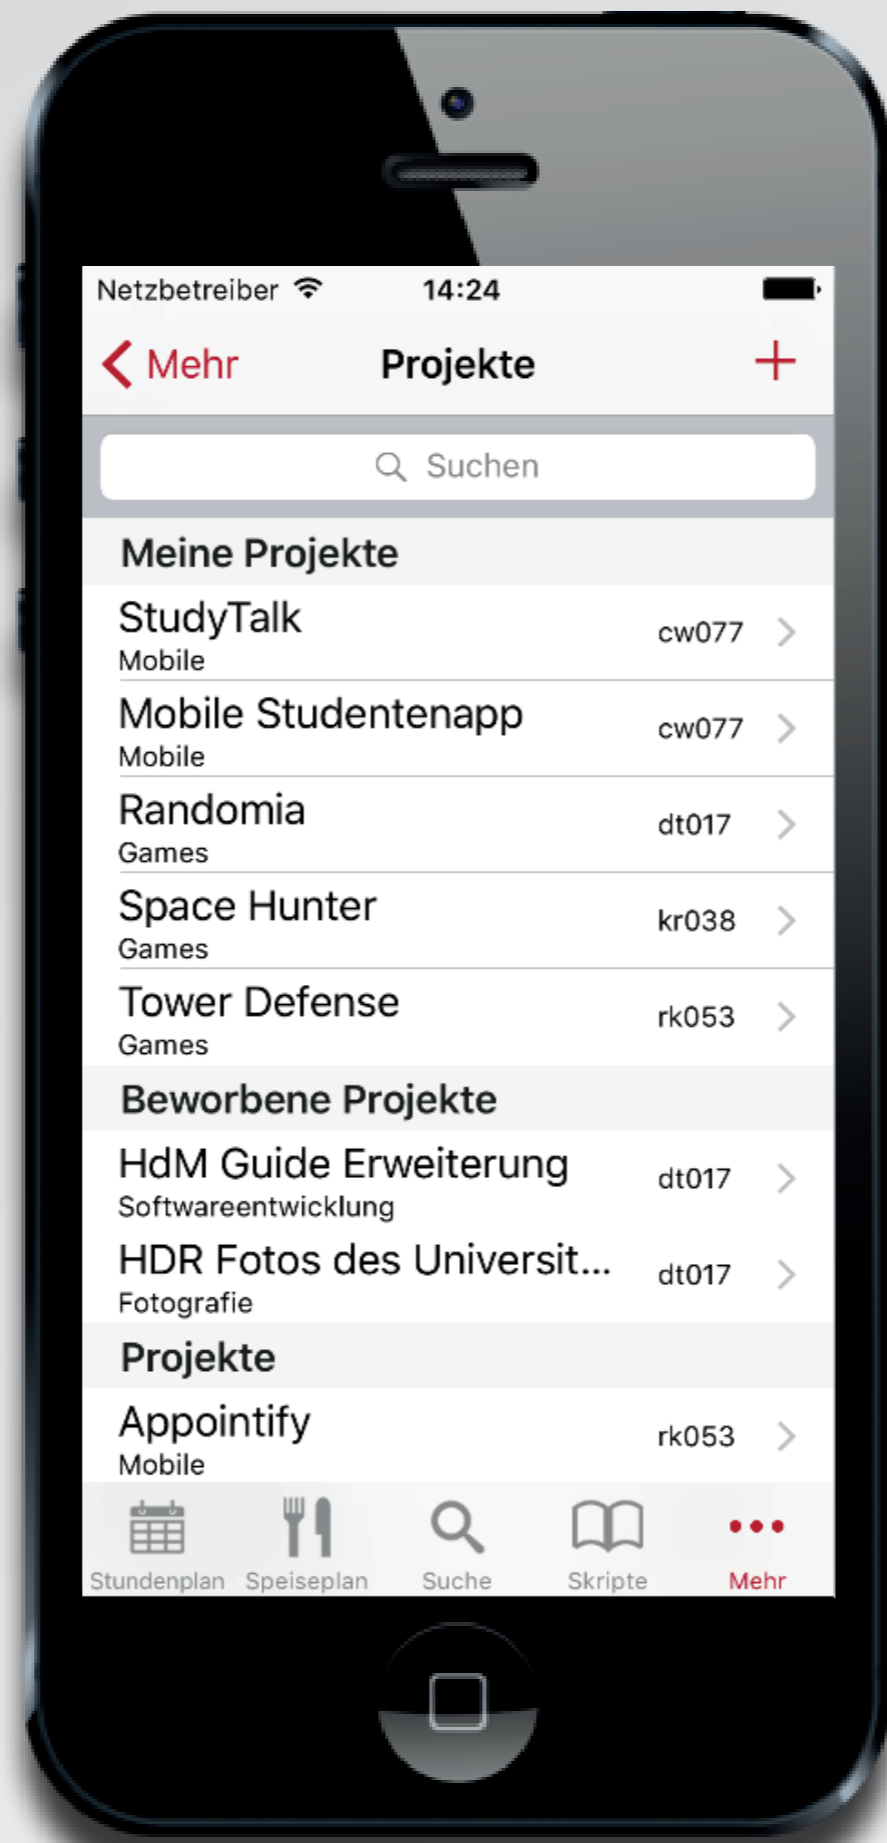 Netzbetreiber 14:24
Mehr Projekte +
Suchen
Meine Projekte
StudyTalk cw077
Mobile
Mobile Studentenapp cw077
Mobile
Randomia dt017
Games
Space Hunter kr038
Games
Tower Defense rk053
Games
Beworbene Projekte
HdM Guide Erweiterung dt017
Softwareentwicklung
HDR Fotos des Universit... dt017
Fotografie
Projekte
Appointify rk053
Mobile
Stundenplan Speiseplan Suche Skripte Mehr